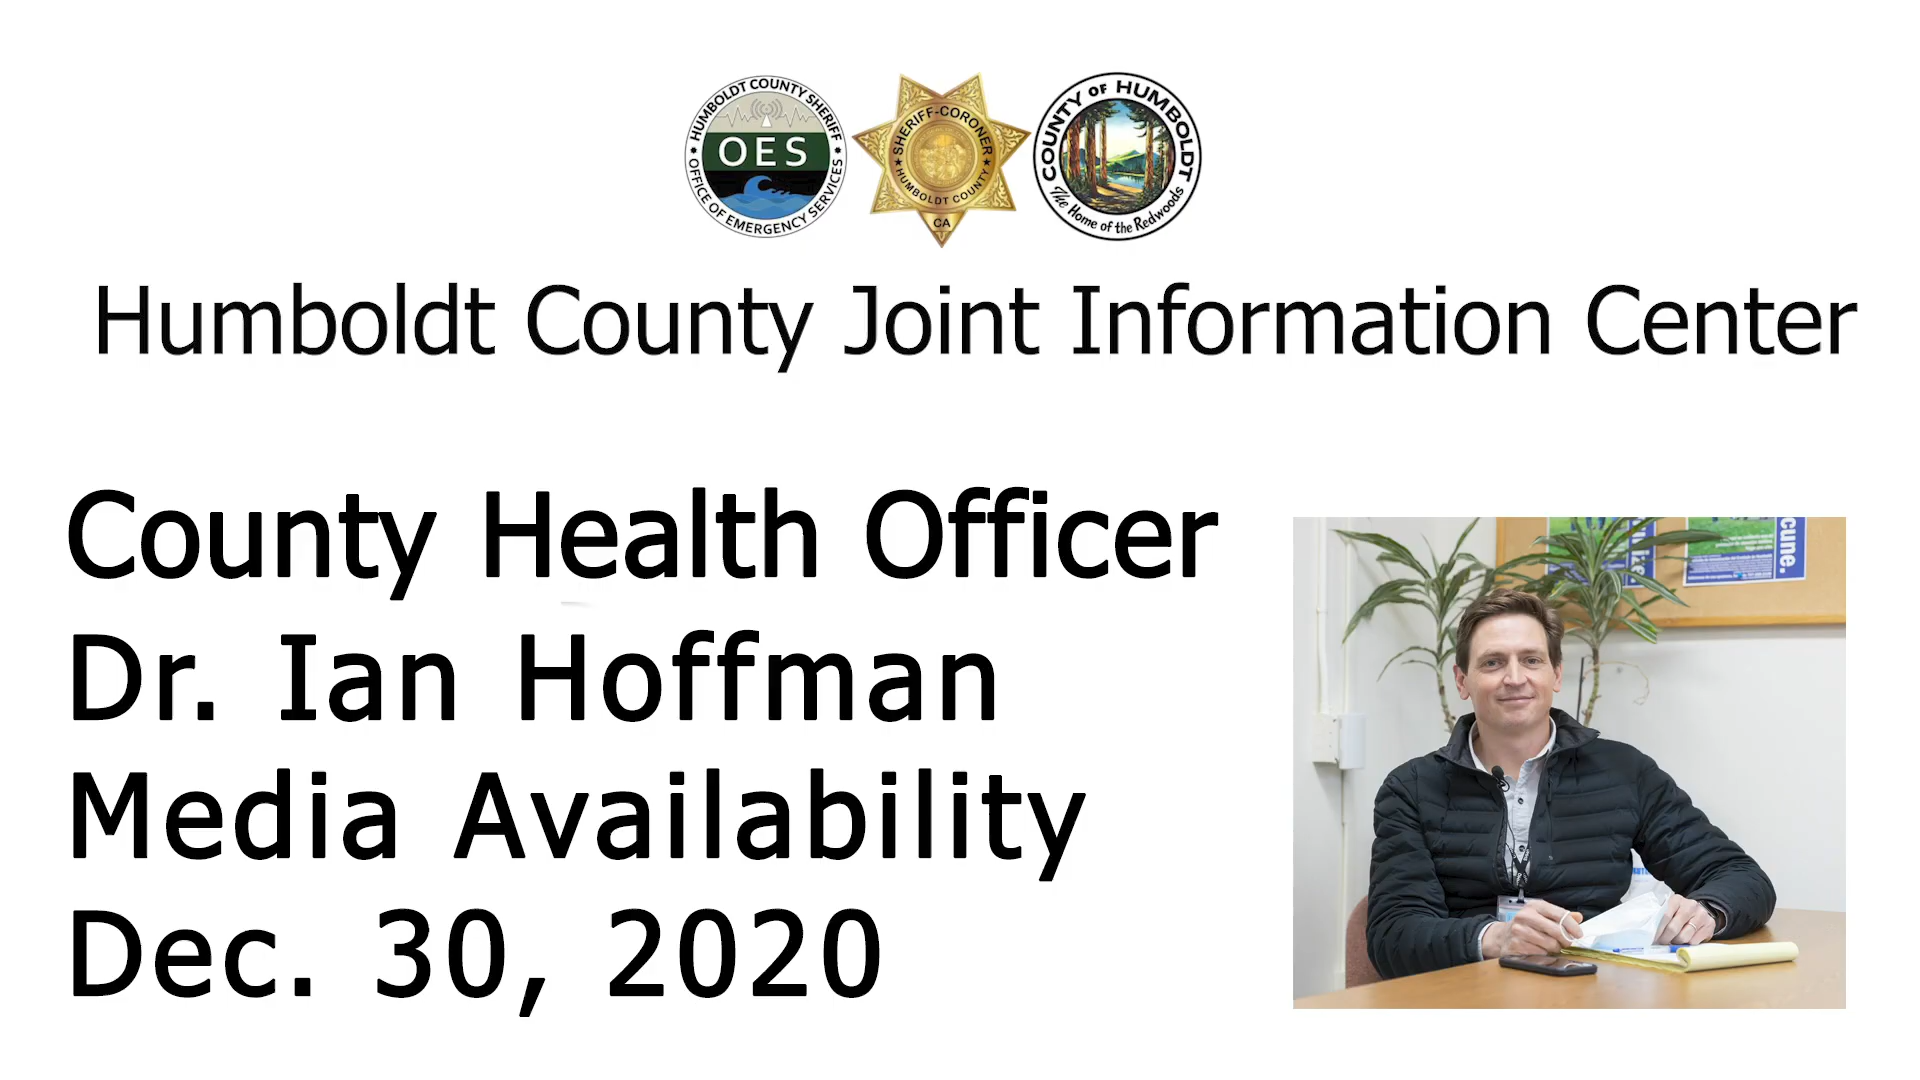 HUMBOLDT COUNTY SHERIFF
OES
OFFICE OF EMERGENCY SERVICES
SHERIFF-CORONER
HUMBOLDT COUNTY
CA
COUNTY OF HUMBOLDT
The Home of the Redwoods
Humboldt County Joint Information Center
County Health Officer
Dr. Ian Hoffman
Media Availability
Dec. 30, 2020
cune.